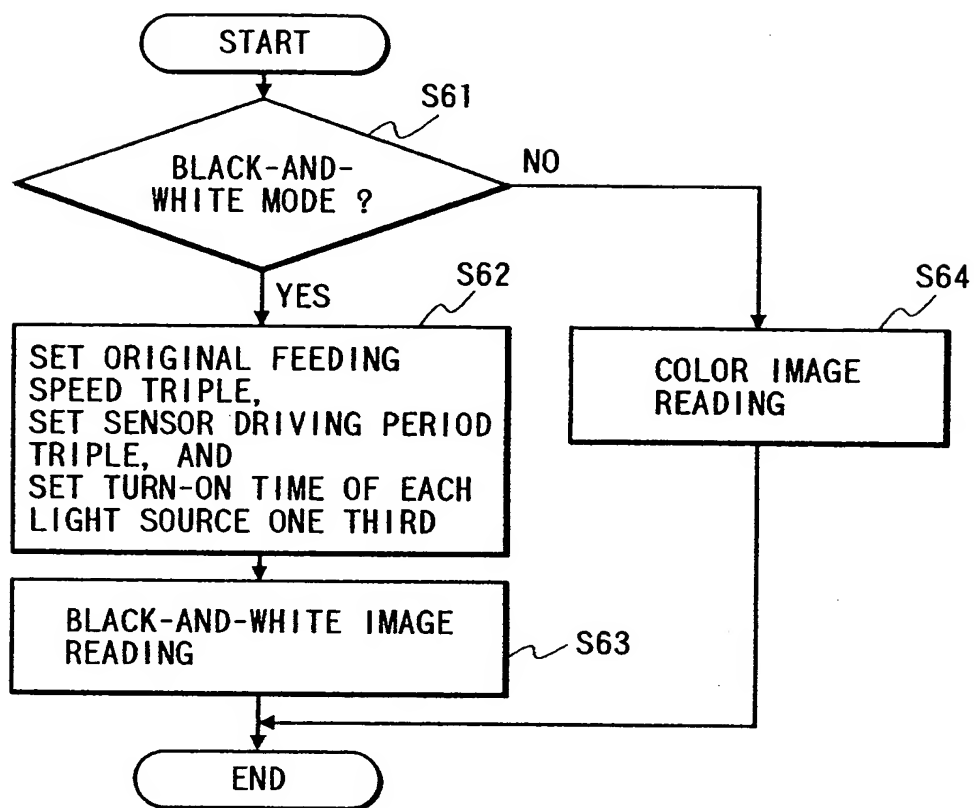 START
S61
BLACK-AND-
WHITE MODE ?
NO
YES
S62
SET ORIGINAL FEEDING
SPEED TRIPLE,
SET SENSOR DRIVING PERIOD
TRIPLE, AND
SET TURN-ON TIME OF EACH
LIGHT SOURCE ONE THIRD
S64
COLOR IMAGE
READING
BLACK-AND-WHITE IMAGE
READING
S63
END